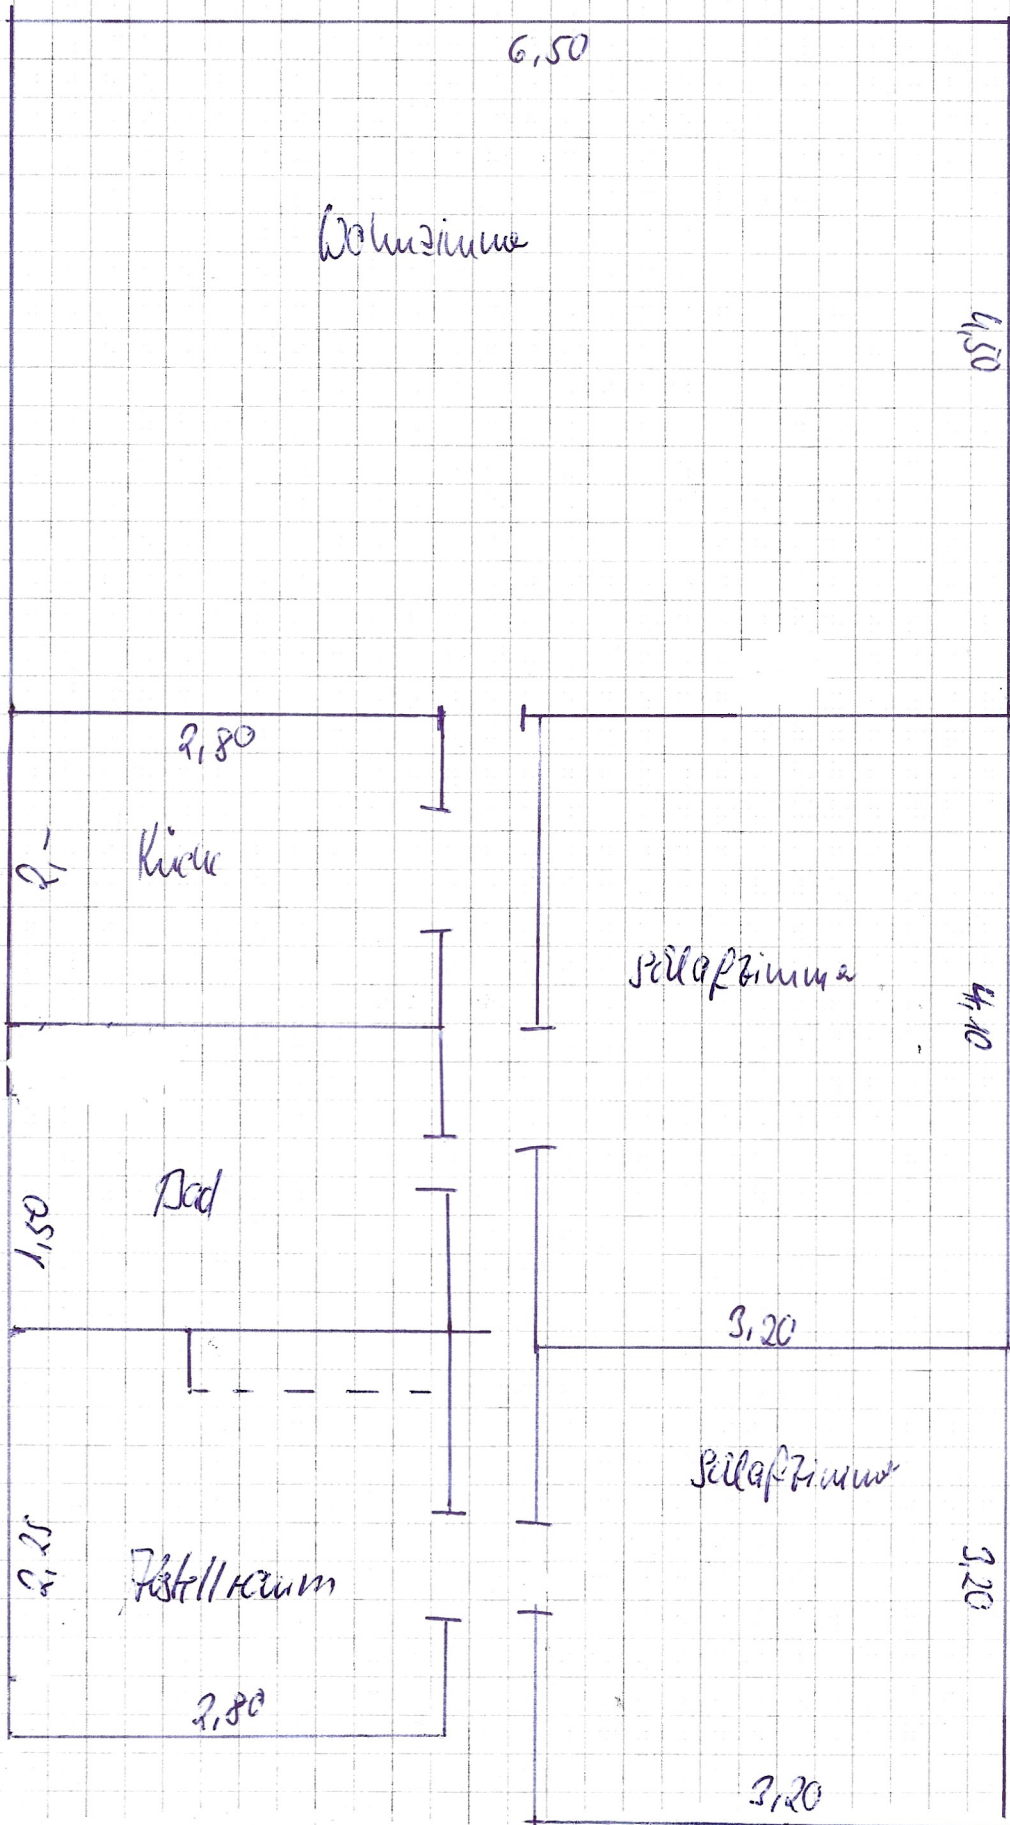 6,50
Wohnzimmer
4,50
2,80
2,-
Küche
Schlafzimmer
4,10
Bad
1,50
3,20
Schlafzimmer
2,25
Abstellraum
3,20
2,80
3,20